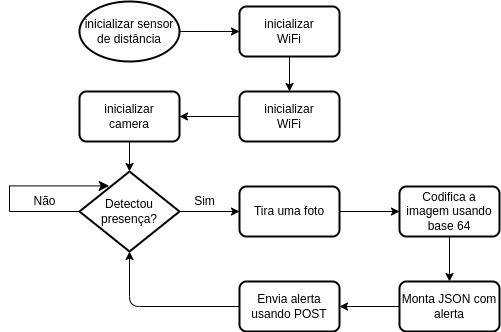 inicializar sensor
de distância
inicializar
WiFi
inicializar
WiFi
inicializar
camera
Detectou
presença?
Não
Sim
Tira uma foto
Codifica a
imagem usando
base 64
Monta JSON com
alerta
Envia alerta
usando POST